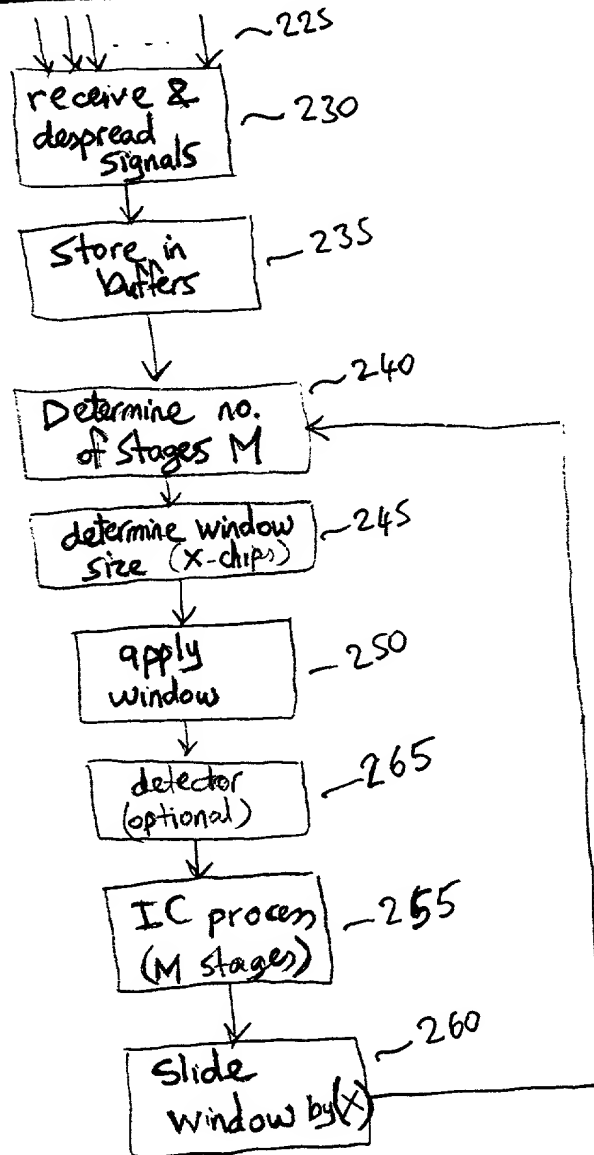 225
receive &
despread
signals
230
Store in
buffers
235
240
Determine no.
of stages M
determine window
size (X-chips)
245
apply
window
250
detector
(optional)
265
IC process
(M stages)
255
260
Slide
window by (X)